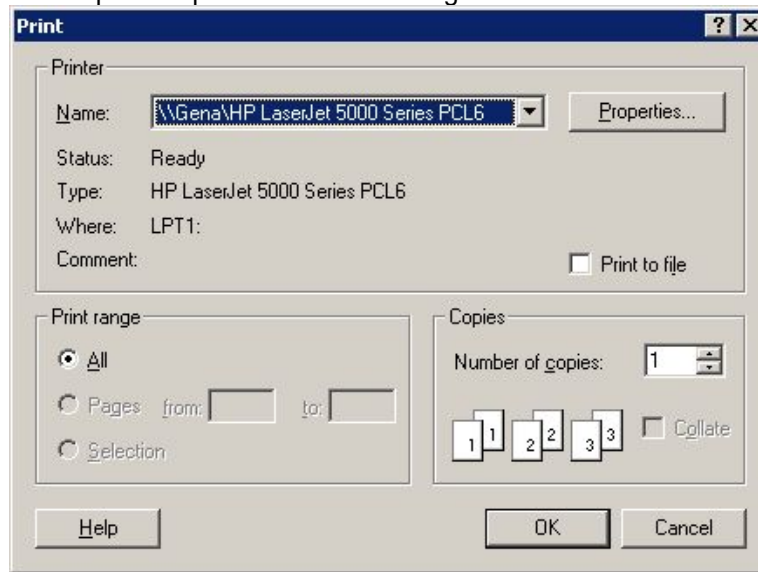 Print
Printer
Name: \\Gena\HP LaserJet 5000 Series PCL6 Properties...
Status: Ready
Type: HP LaserJet 5000 Series PCL6
Where: LPT1:
Comment: Print to file
Print range
All
Pages from: to:
Selection
Copies
Number of copies: 1
1 1 2 2 3 3 Collate
Help OK Cancel